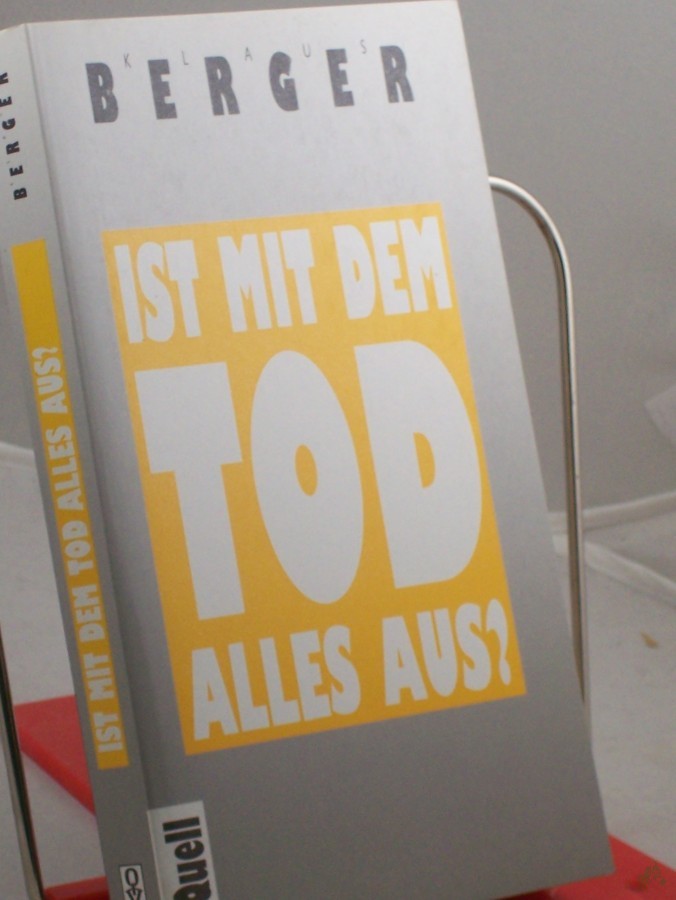 KLAUS
BERGER
IST MIT DEM
TOD
ALLES AUS?
Quell
BERGER
IST MIT DEM TOD ALLES AUS?